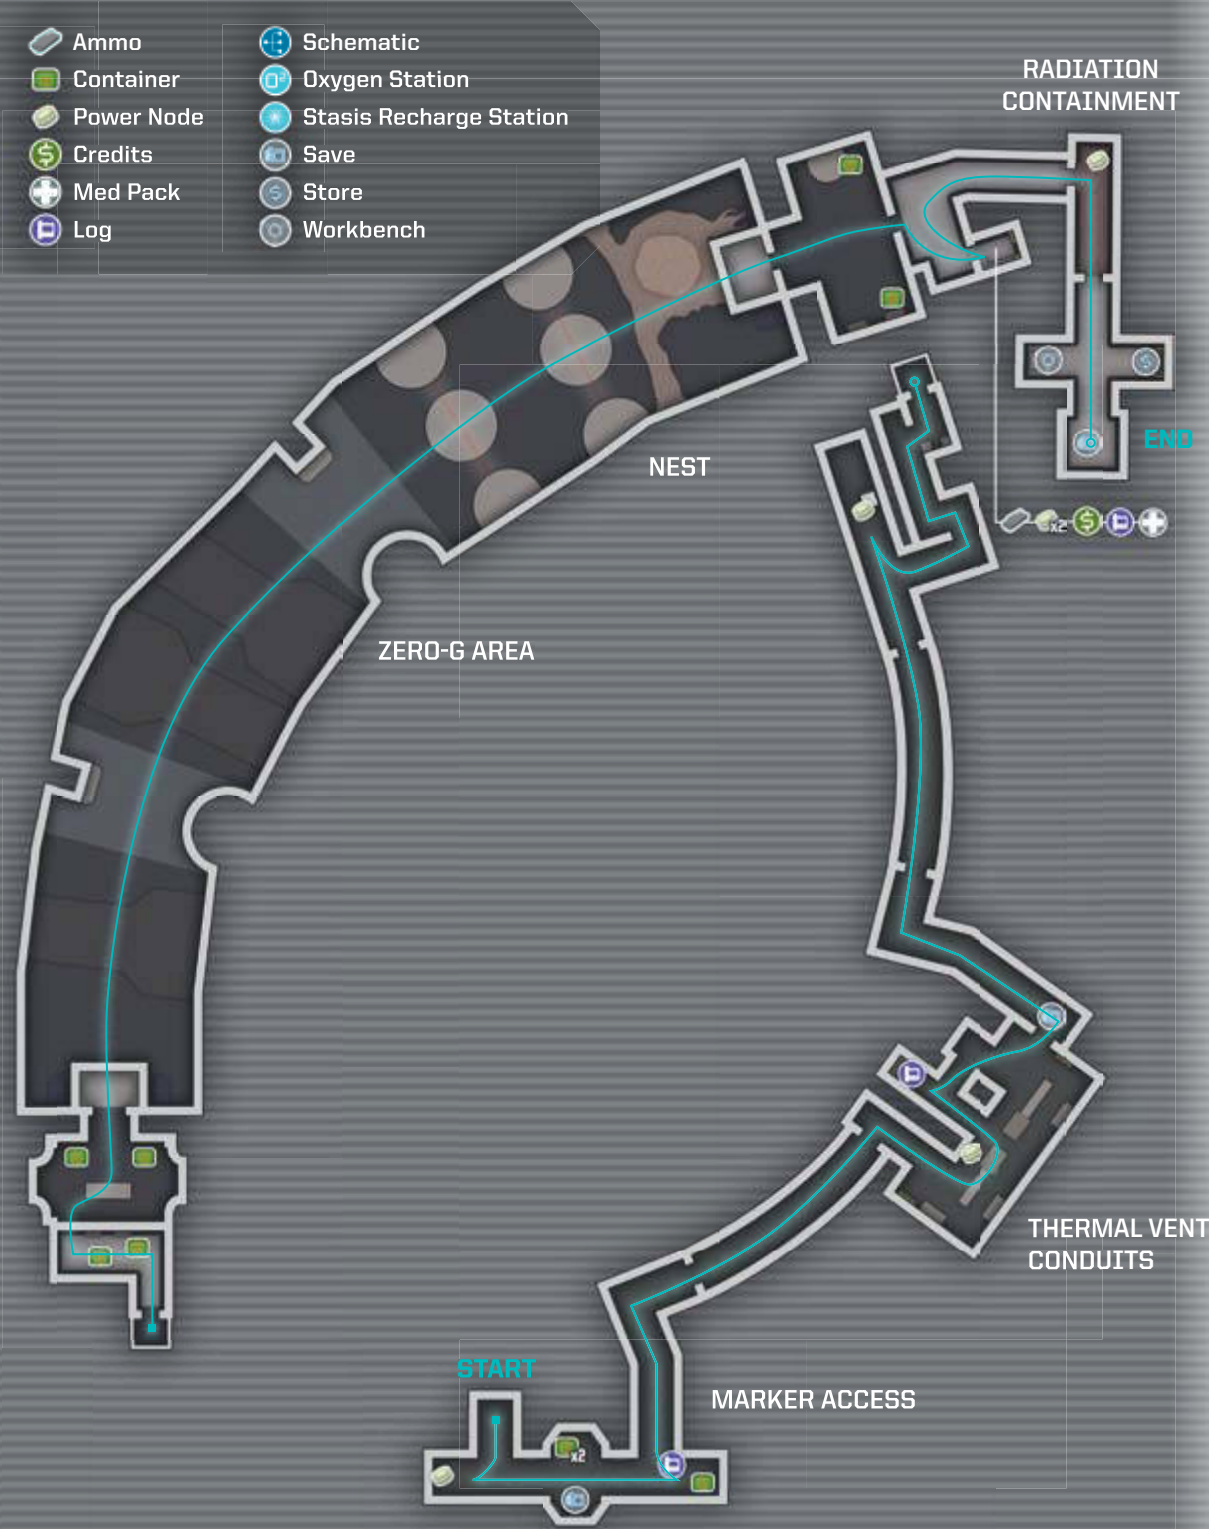 Ammo
Container
Power Node
Credits
Med Pack
Log
Schematic
Oxygen Station
Stasis Recharge Station
Save
Store
Workbench
RADIATION
CONTAINMENT
END
NEST
x2
ZERO-G AREA
THERMAL VENT
CONDUITS
START
MARKER ACCESS
x2